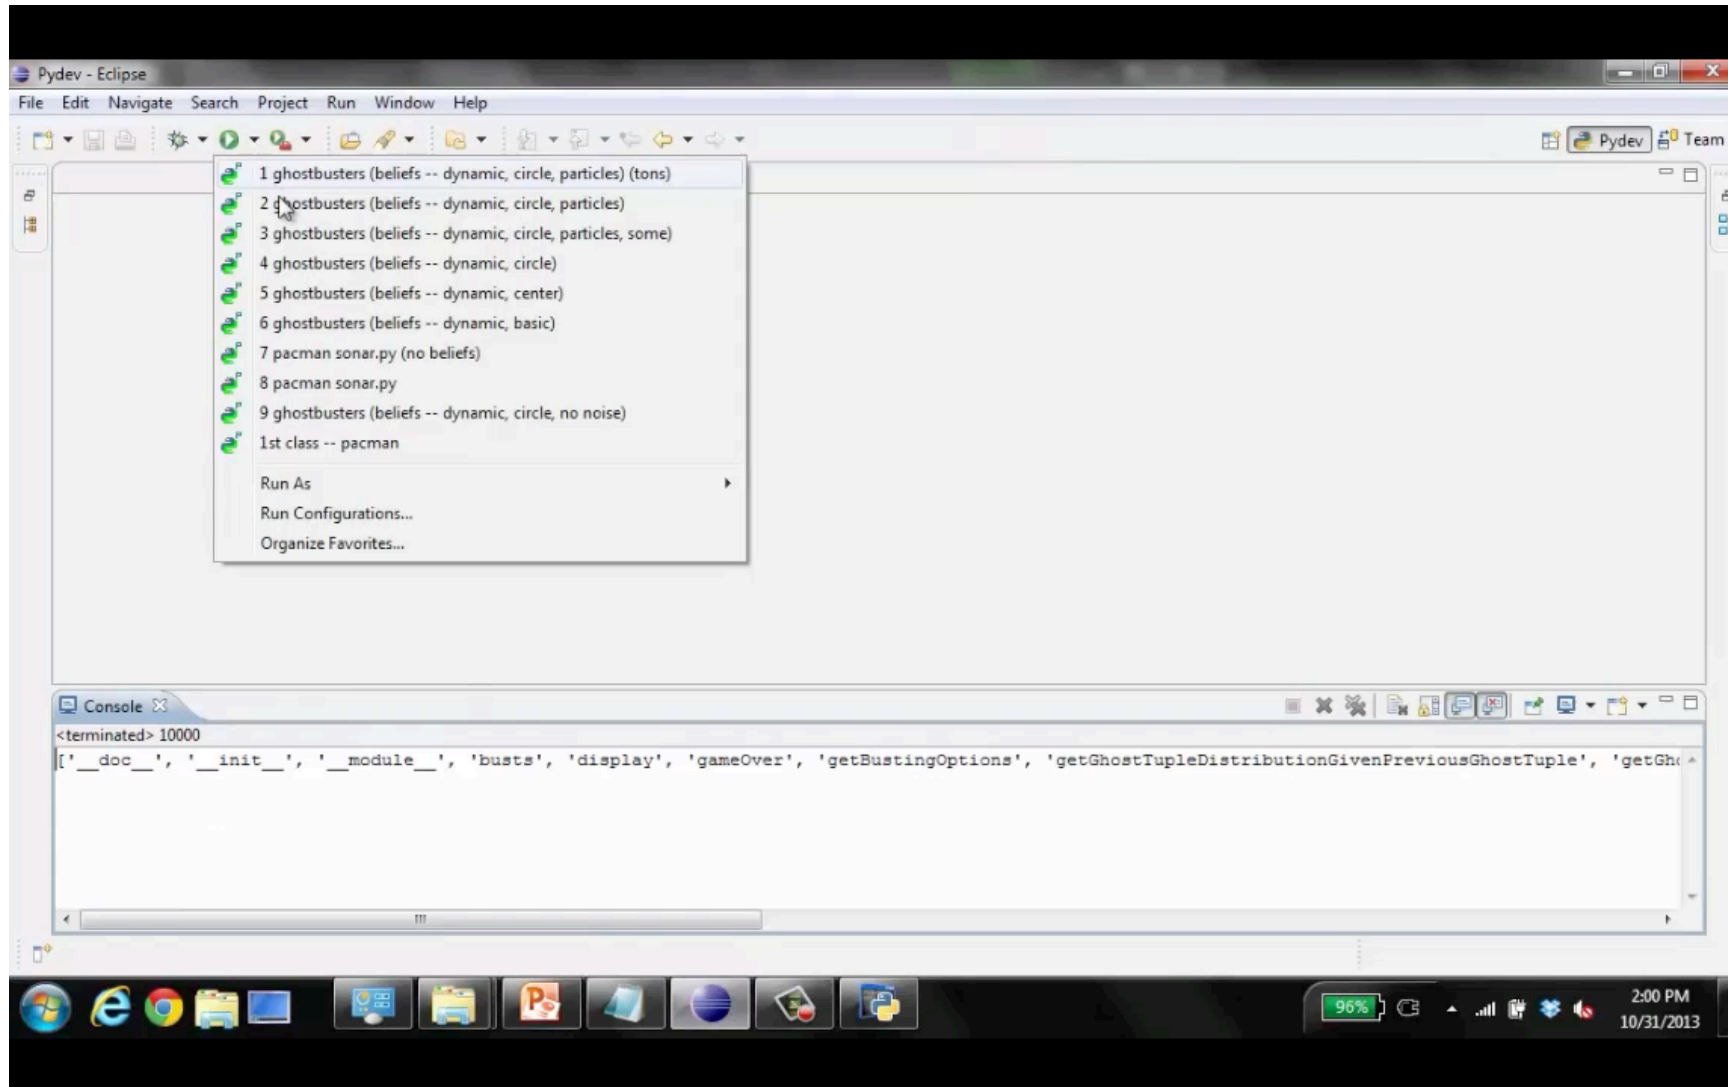 Pydev - Eclipse
File Edit Navigate Search Project Run Window Help
Pydev Team
1 ghostbusters (beliefs -- dynamic, circle, particles) (tons)
2 ghostbusters (beliefs -- dynamic, circle, particles)
3 ghostbusters (beliefs -- dynamic, circle, particles, some)
4 ghostbusters (beliefs -- dynamic, circle)
5 ghostbusters (beliefs -- dynamic, center)
6 ghostbusters (beliefs -- dynamic, basic)
7 pacman sonar.py (no beliefs)
8 pacman sonar.py
9 ghostbusters (beliefs -- dynamic, circle, no noise)
1st class -- pacman
Run As
Run Configurations...
Organize Favorites...
Console
<terminated> 10000
['__doc__', '__init__', '__module__', 'busts', 'display', 'gameOver', 'getBustingOptions', 'getGhostTupleDistributionGivenPreviousGhostTuple', 'getGh
96%
2:00 PM
10/31/2013